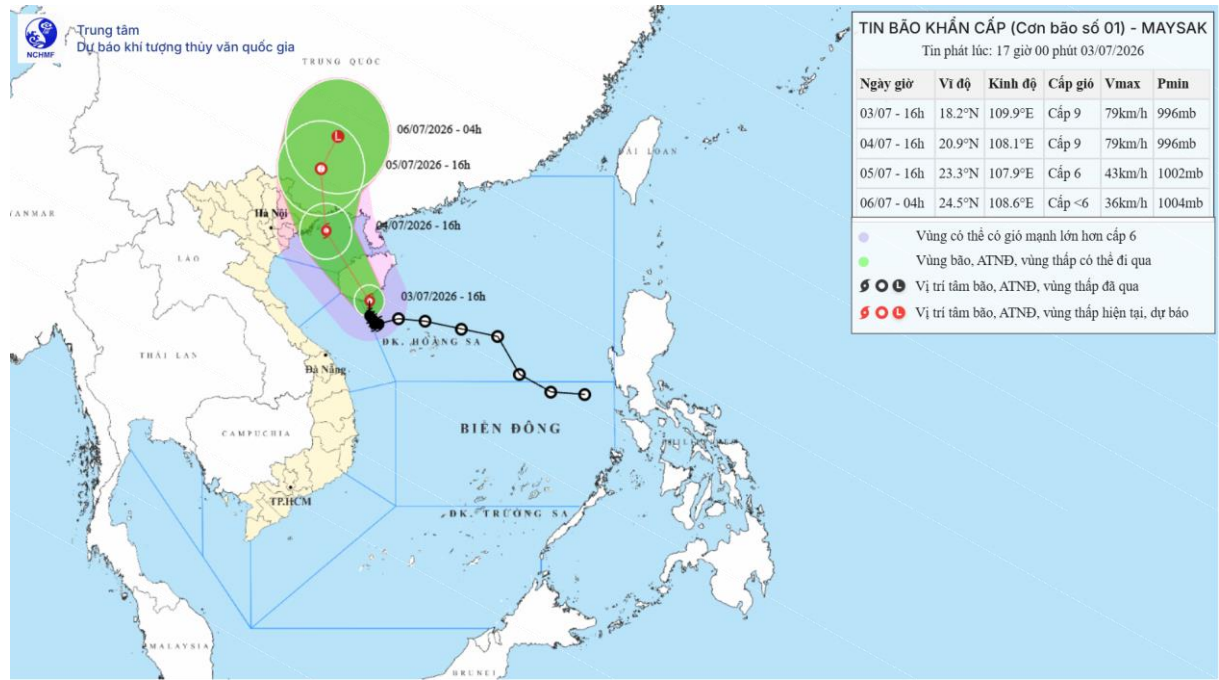 NCHMF
Trung tâm
Dự báo khí tượng thủy văn quốc gia
TIN BÃO KHẨN CẤP (Cơn bão số 01) - MAYSAK
Tin phát lúc: 17 giờ 00 phút 03/07/2026
Ngày giờ Vĩ độ Kinh độ Cấp gió Vmax Pmin
03/07 - 16h 18.2°N 109.9°E Cấp 9 79km/h 996mb
04/07 - 16h 20.9°N 108.1°E Cấp 9 79km/h 996mb
05/07 - 16h 23.3°N 107.9°E Cấp 6 43km/h 1002mb
06/07 - 04h 24.5°N 108.6°E Cấp <6 36km/h 1004mb
Vùng có thể có gió mạnh lớn hơn cấp 6
Vùng bão, ATNĐ, vùng thấp có thể đi qua
Vị trí tâm bão, ATNĐ, vùng thấp đã qua
Vị trí tâm bão, ATNĐ, vùng thấp hiện tại, dự báo
TRUNG QUỐC
06/07/2026 - 04h
ĐÀI LOAN
05/07/2026 - 16h
Hà Nội
04/07/2026 - 16h
LÀO
03/07/2026 - 16h
ĐK. HOÀNG SA
THÁI LAN
Đà Nẵng
CAMPUCHIA
BIỂN ĐÔNG
TP.HCM
ĐK. TRƯỜNG SA
MALAYSIA
BRUNEI